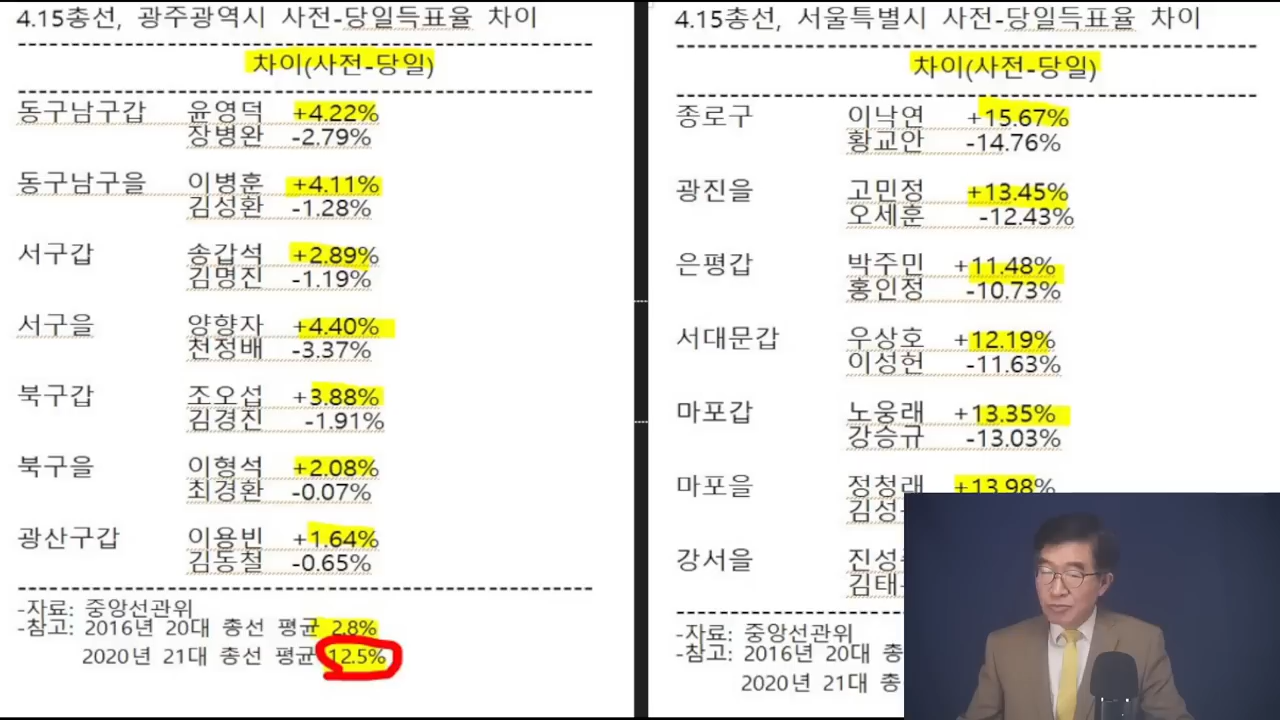 4.15총선, 광주광역시 사전-당일득표율 차이
차이(사전-당일)
동구남구갑 윤영덕 +4.22%
장병완 -2.79%
동구남구을 이병훈 +4.11%
김성환 -1.28%
서구갑 송갑석 +2.89%
김명진 -1.19%
서구을 양향자 +4.40%
천정배 -3.37%
북구갑 조오섭 +3.88%
김경진 -1.91%
북구을 이형석 +2.08%
최경환 -0.07%
광산구갑 이용빈 +1.64%
김동철 -0.65%
-자료: 중앙선관위
-참고: 2016년 20대 총선 평균 2.8%
2020년 21대 총선 평균 12.5%
4.15총선, 서울특별시 사전-당일득표율 차이
차이(사전-당일)
종로구 이낙연 +15.67%
황교안 -14.76%
광진을 고민정 +13.45%
오세훈 -12.43%
은평갑 박주민 +11.48%
홍인정 -10.73%
서대문갑 우상호 +12.19%
이성헌 -11.63%
마포갑 노웅래 +13.35%
강승규 -13.03%
마포을 정청래 +13.98%
김성
강서을 진성
김태
-자료: 중앙선관위
-참고: 2016년 20대 총
2020년 21대 총